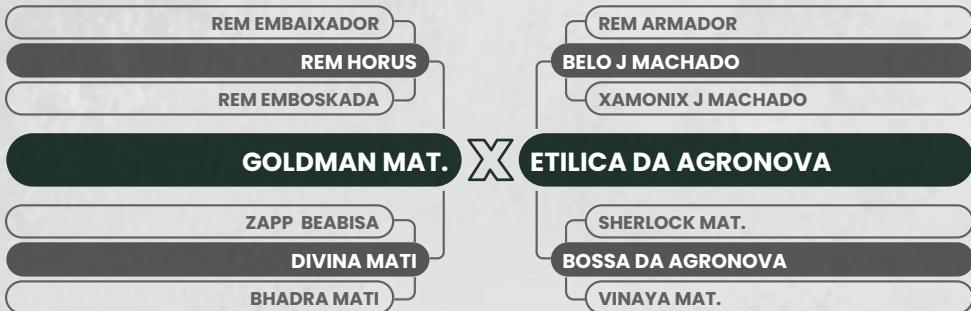 REM EMBAIXADOR
REM HORUS
REM EMBOSKADA
GOLDMAN MAT.
ZAPP BEABISA
DIVINA MATI
BHADRA MATI
X
REM ARMADOR
BELO J MACHADO
XAMONIX J MACHADO
ETILICA DA AGRONOVA
SHERLOCK MAT.
BOSSA DA AGRONOVA
VINAYA MAT.